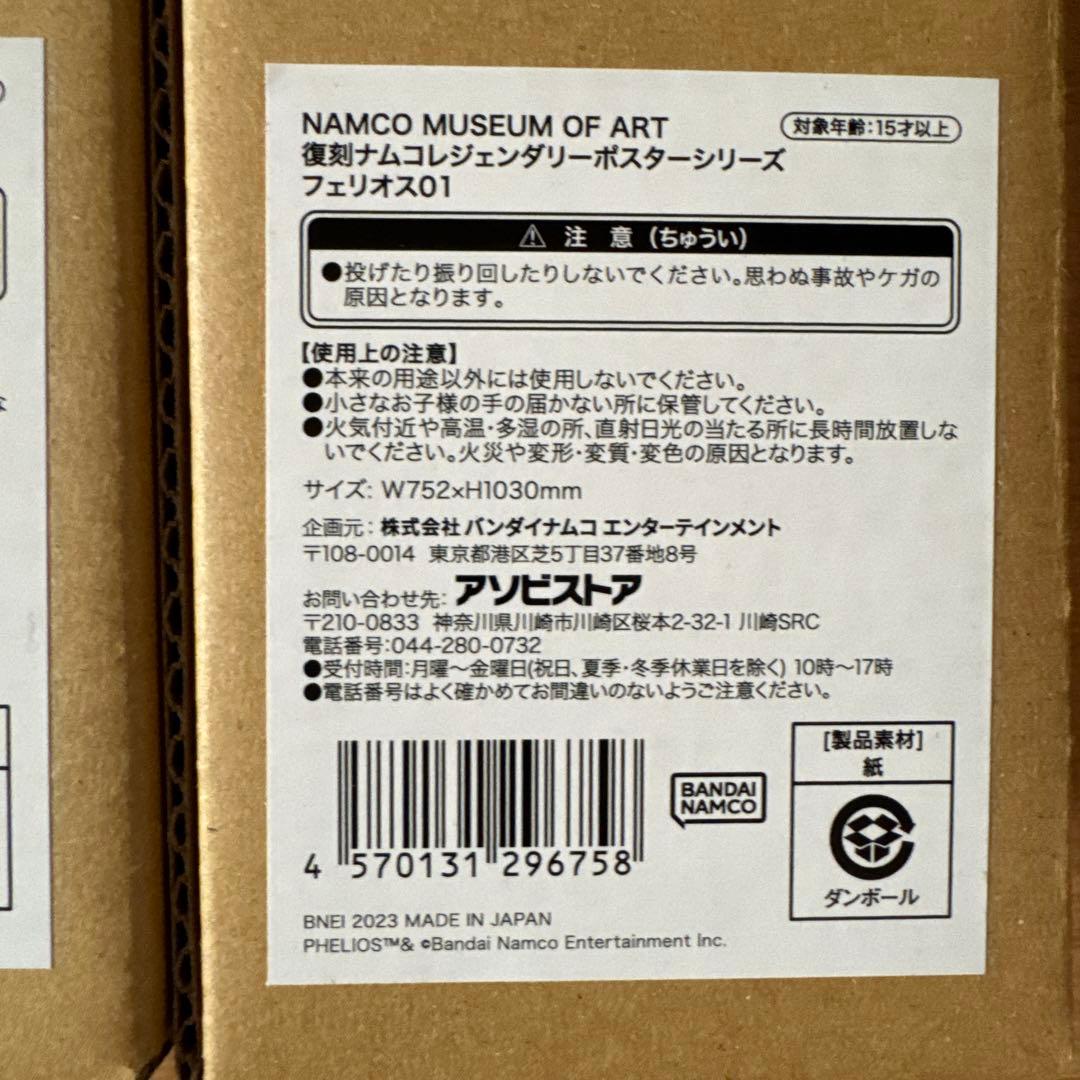 NAMCO MUSEUM OF ART
対象年齢:15才以上
復刻ナムコレジェンダリーポスターシリーズ
フェリオス01
⚠ 注 意 (ちゅうい)
●投げたり振り回したりしないでください。思わぬ事故やケガの
原因となります。
【使用上の注意】
●本来の用途以外には使用しないでください。
●小さなお子様の手の届かない所に保管してください。
●火気付近や高温・多湿の所、直射日光の当たる所に長時間放置しな
いでください。火災や変形・変質・変色の原因となります。
サイズ: W752×H1030mm
企画元: 株式会社 バンダイナムコ エンターテインメント
〒108-0014 東京都港区芝5丁目37番地8号
お問い合わせ先: アソビストア
〒210-0833 神奈川県川崎市川崎区桜本2-32-1 川崎SRC
電話番号:044-280-0732
●受付時間:月曜〜金曜日(祝日、夏季・冬季休業日を除く) 10時〜17時
●電話番号はよく確かめてお間違いのないようご注意ください。
[製品素材]
紙
ダンボール
BANDAI
NAMCO
4 570131 296758
BNEI 2023 MADE IN JAPAN
PHELIOS™& ©Bandai Namco Entertainment Inc.